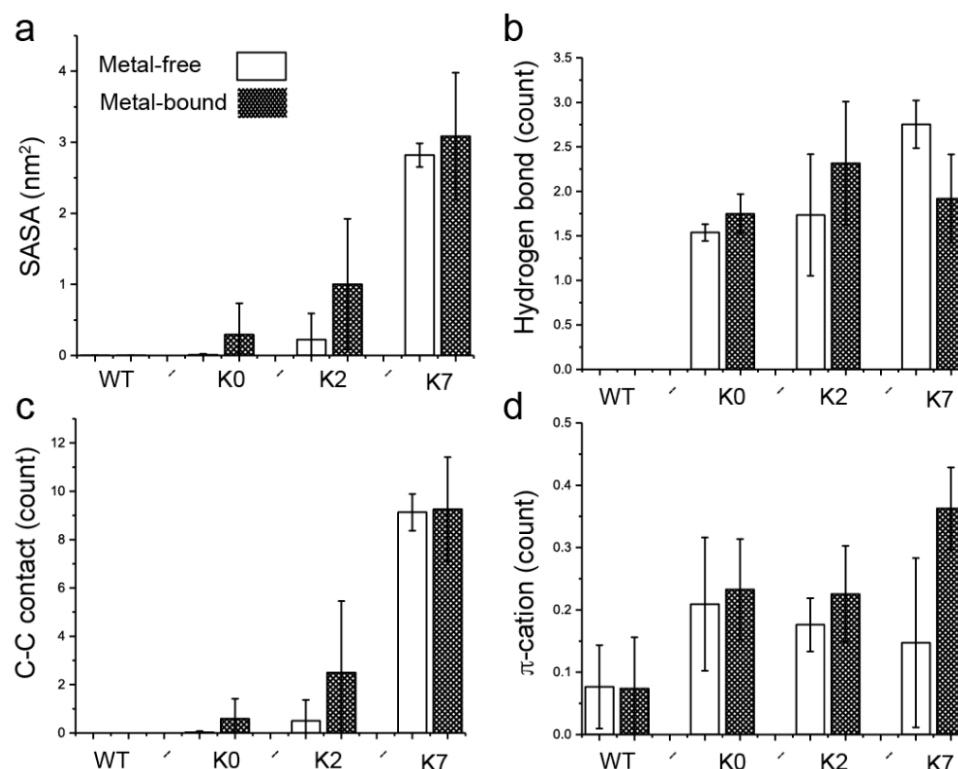 a
SASA (nm²)
4
3
2
1
0
Metal-free
Metal-bound
WT
K0
K2
K7
b
Hydrogen bond (count)
3.0
2.5
2.0
1.5
1.0
0.5
0.0
WT
K0
K2
K7
c
C-C contact (count)
12
10
8
6
4
2
0
WT
K0
K2
K7
d
π-cation (count)
0.5
0.4
0.3
0.2
0.1
0.0
WT
K0
K2
K7